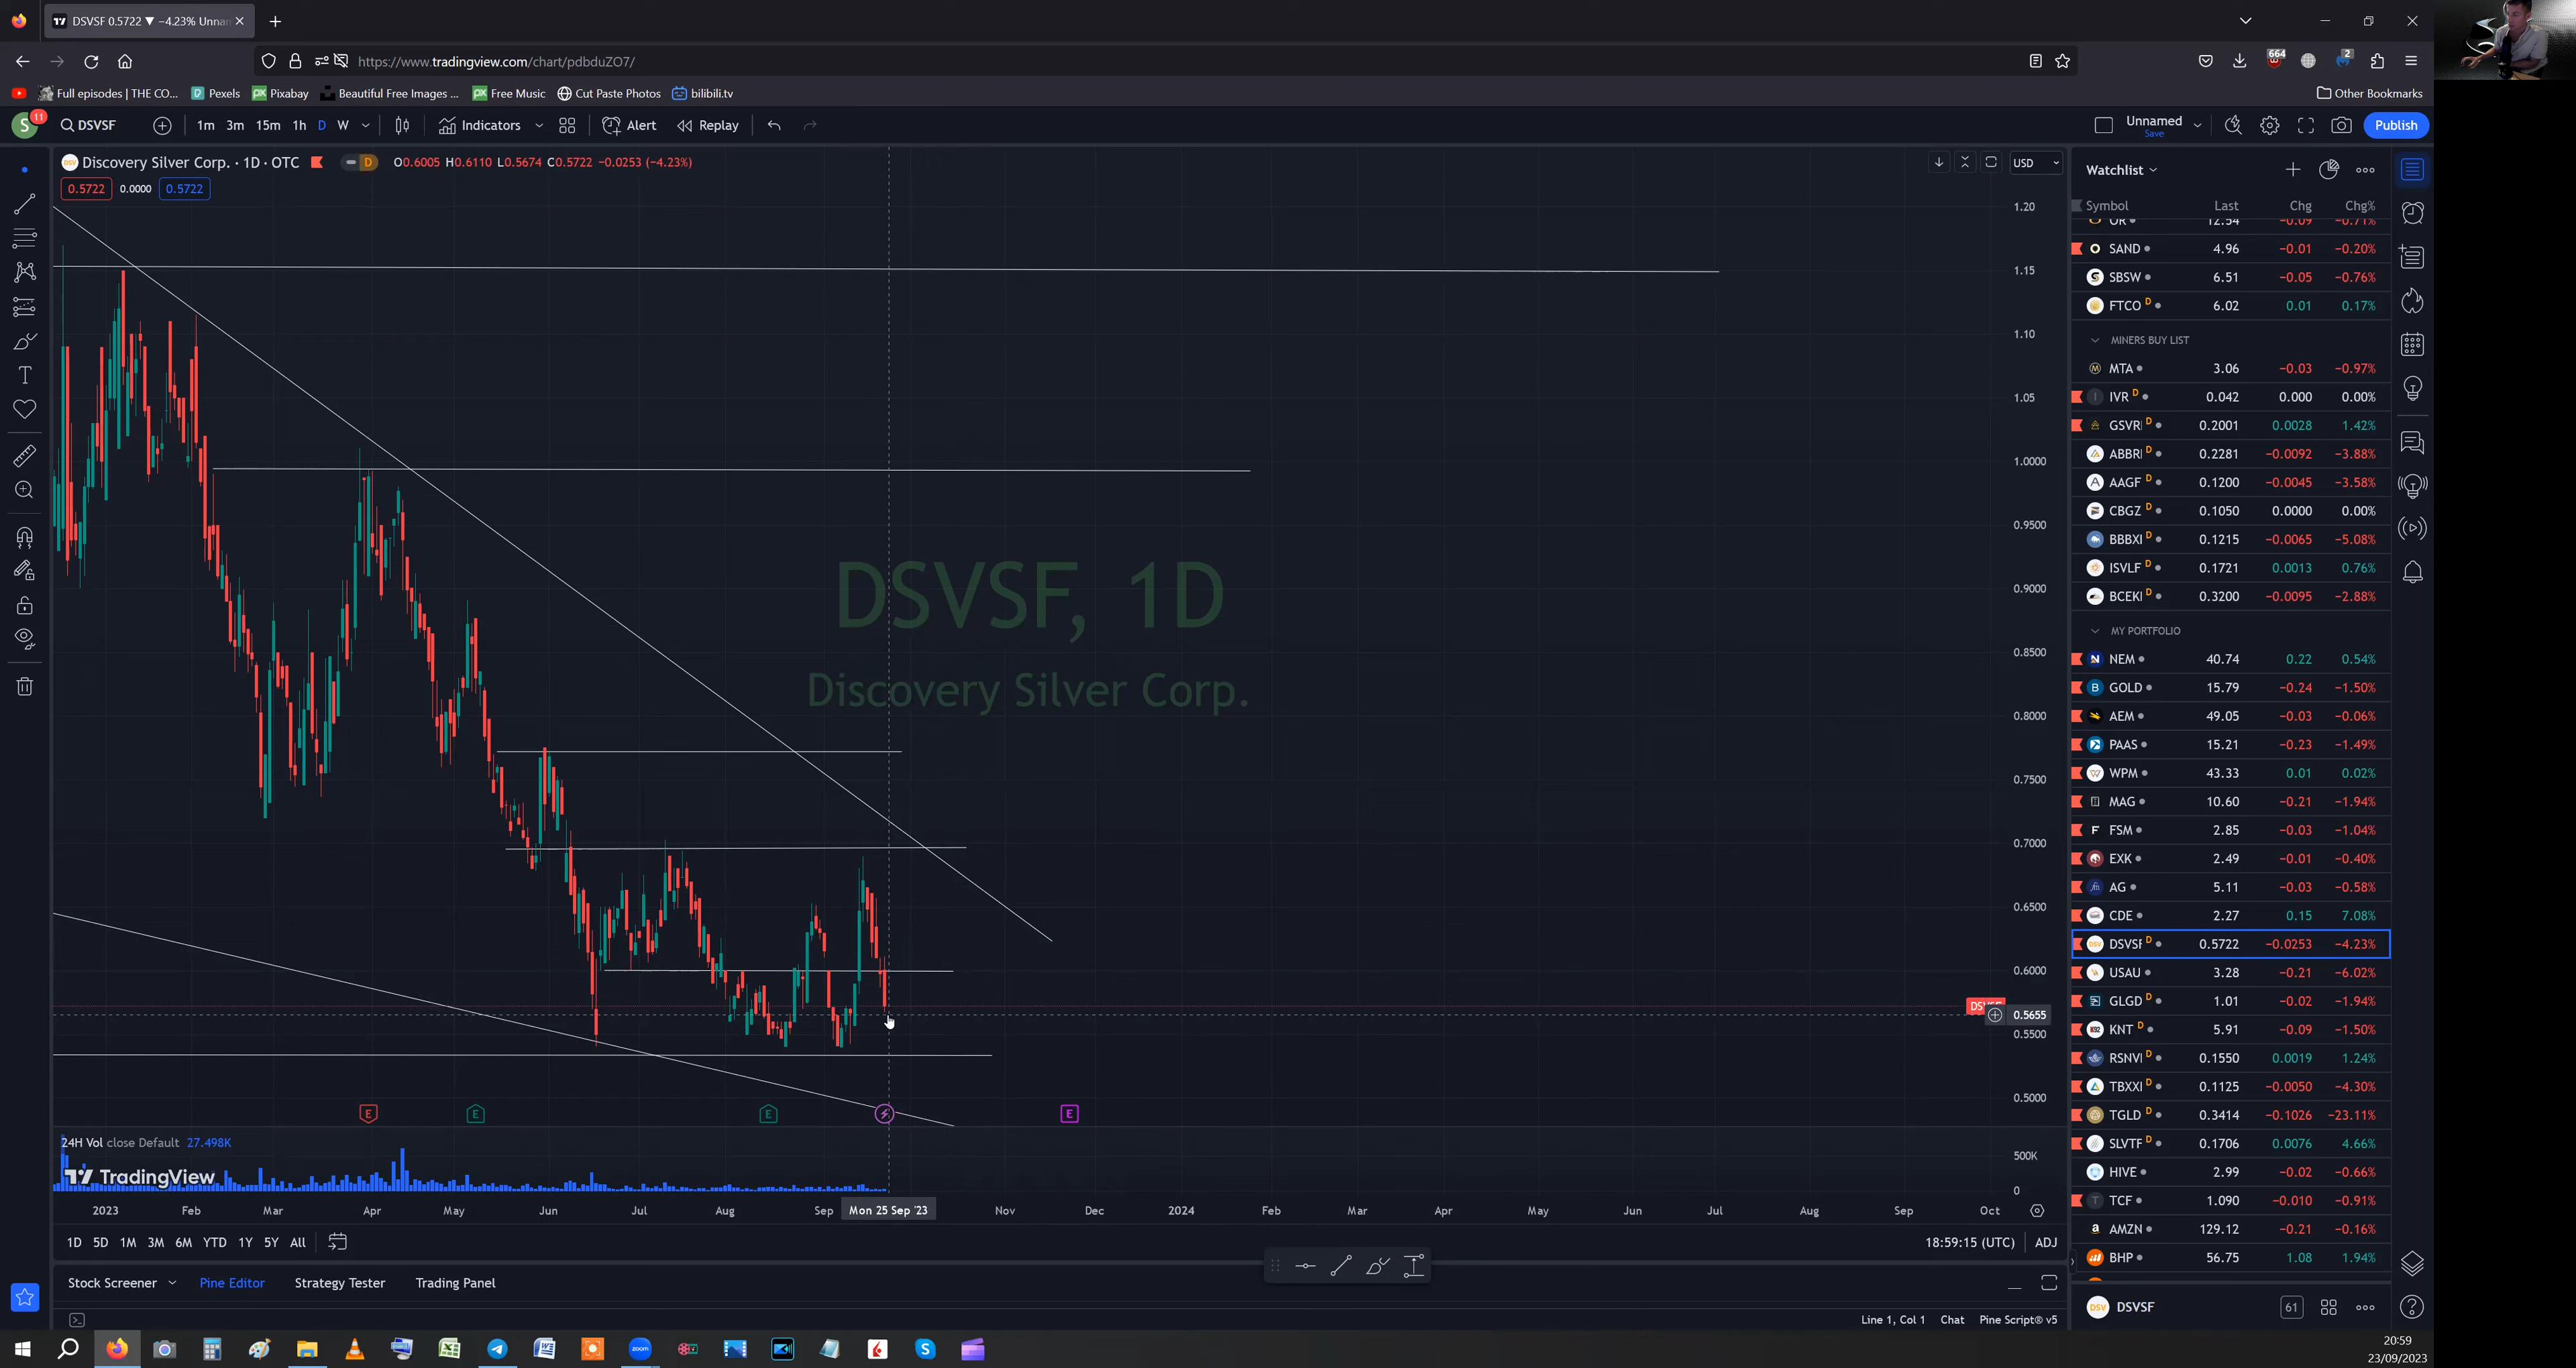 DSVSF 0.5722 ▼ −4.23% Unnan
https://www.tradingview.com/chart/pdbduZO7/
664
2
Full episodes | THE CO...
Pexels
Pixabay
Beautiful Free Images ...
Free Music
Cut Paste Photos
bilibili.tv
Other Bookmarks
S
11
DSVSF
1m 3m 15m 1h D W
Indicators
Alert
Replay
Unnamed
Save
Publish
Discovery Silver Corp. · 1D · OTC
D
O0.6005 H0.6110 L0.5674 C0.5722 −0.0253 (−4.23%)
0.5722 0.0000 0.5722
USD
1.20
1.15
1.10
1.05
1.0000
0.9500
0.9000
0.8500
0.8000
0.7500
0.7000
0.6500
0.6000
0.5655
0.5500
0.5000
DSVSF, 1D
Discovery Silver Corp.
E E E E
24H Vol close Default 27.498K
500K
0
TradingView
2023 Feb Mar Apr May Jun Jul Aug Sep Mon 25 Sep '23 Nov Dec 2024 Feb Mar Apr May Jun Jul Aug Sep Oct
1D 5D 1M 3M 6M YTD 1Y 5Y All
18:59:15 (UTC) ADJ
Stock Screener Pine Editor Strategy Tester Trading Panel
Line 1, Col 1 Chat Pine Script® v5
Watchlist
Symbol Last Chg Chg%
OR 12.54 −0.09 −0.71%
SAND 4.96 −0.01 −0.20%
SBSW 6.51 −0.05 −0.76%
FTCO D 6.02 0.01 0.17%
MINERS BUY LIST
MTA 3.06 −0.03 −0.97%
IVR D 0.042 0.000 0.00%
GSVRI D 0.2001 0.0028 1.42%
ABBRI D 0.2281 −0.0092 −3.88%
AAGF D 0.1200 −0.0045 −3.58%
CBGZ D 0.1050 0.0000 0.00%
BBBXI D 0.1215 −0.0065 −5.08%
ISVLF D 0.1721 0.0013 0.76%
BCEKI D 0.3200 −0.0095 −2.88%
MY PORTFOLIO
NEM 40.74 0.22 0.54%
GOLD 15.79 −0.24 −1.50%
AEM 49.05 −0.03 −0.06%
PAAS 15.21 −0.23 −1.49%
WPM 43.33 0.01 0.02%
MAG 10.60 −0.21 −1.94%
FSM 2.85 −0.03 −1.04%
EXK 2.49 −0.01 −0.40%
AG 5.11 −0.03 −0.58%
CDE 2.27 0.15 7.08%
DSVSF D 0.5722 −0.0253 −4.23%
USAU 3.28 −0.21 −6.02%
GLGD D 1.01 −0.02 −1.94%
KNT D 5.91 −0.09 −1.50%
RSNVI D 0.1550 0.0019 1.24%
TBXXI D 0.1125 −0.0050 −4.30%
TGLD D 0.3414 −0.1026 −23.11%
SLVTF D 0.1706 0.0076 4.66%
HIVE 2.99 −0.02 −0.66%
TCF 1.090 −0.010 −0.91%
AMZN 129.12 −0.21 −0.16%
BHP 56.75 1.08 1.94%
DSVSF
61
20:59
23/09/2023